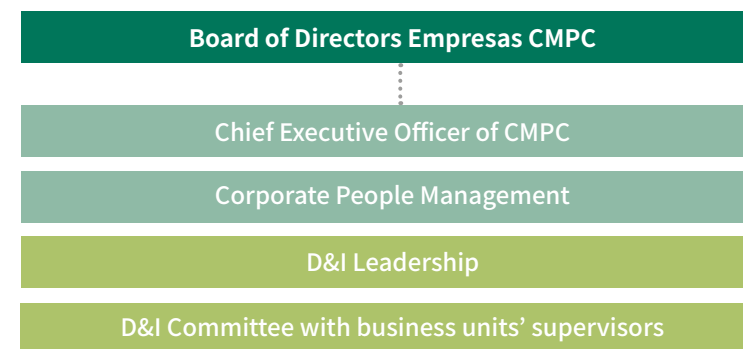 Board of Directors Empresas CMPC
Chief Executive Officer of CMPC
Corporate People Management
D&I Leadership
D&I Committee with business units’ supervisors